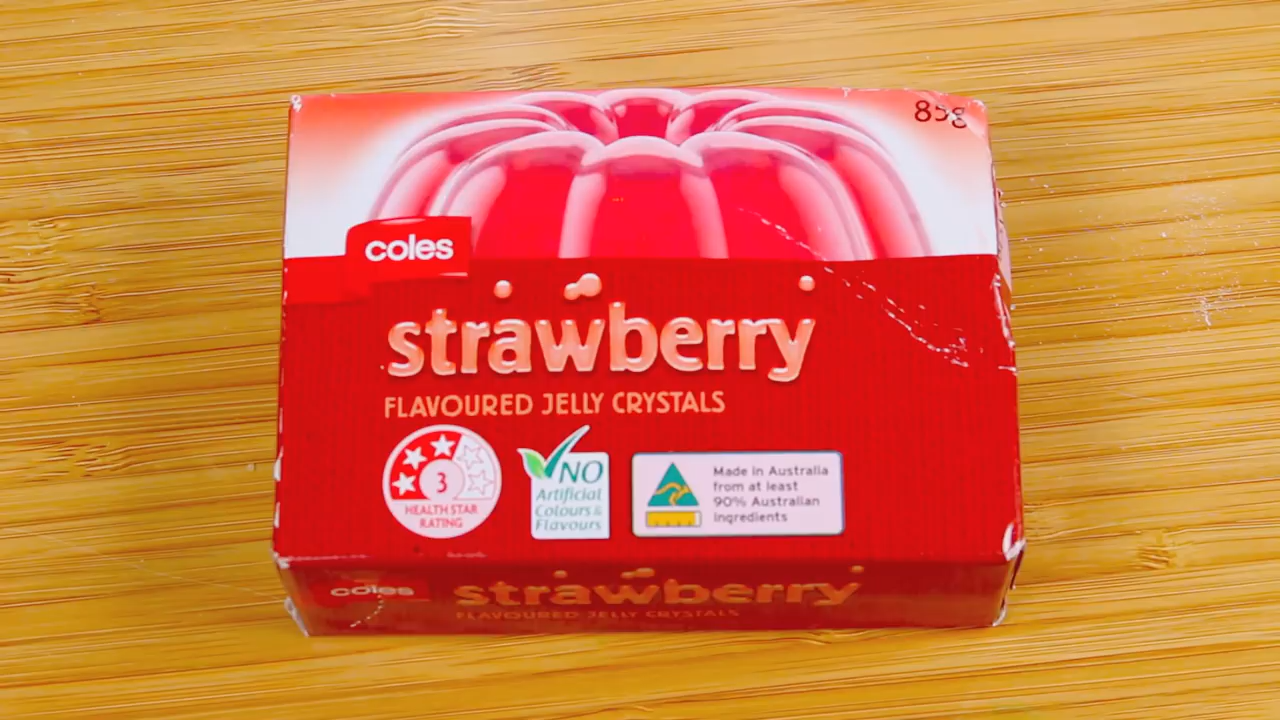 85g
coles
strawberry
FLAVOURED JELLY CRYSTALS
3
HEALTH STAR
RATING
NO
Artificial
Colours &
Flavours
Made in Australia
from at least
90% Australian
ingredients
coles
strawberry
FLAVOURED JELLY CRYSTALS